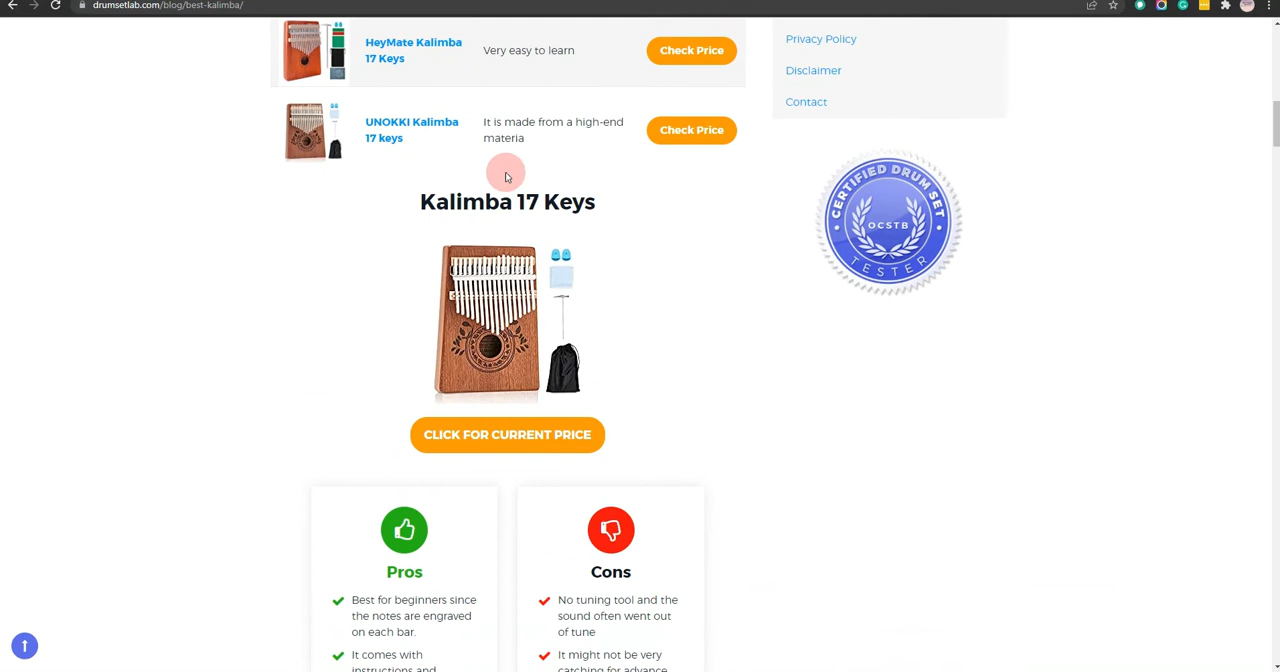 drumsetlab.com/blog/best-kalimba/
HeyMate Kalimba
17 Keys
Very easy to learn
Check Price
UNOKKI Kalimba
17 keys
It is made from a high-end
materia
Check Price
Kalimba 17 Keys
CLICK FOR CURRENT PRICE
Pros
Best for beginners since
the notes are engraved
on each bar.
It comes with
instructions and
Cons
No tuning tool and the
sound often went out
of tune
It might not be very
catching for advance
Privacy Policy
Disclaimer
Contact
CERTIFIED DRUM SET
OCSTB
TESTER